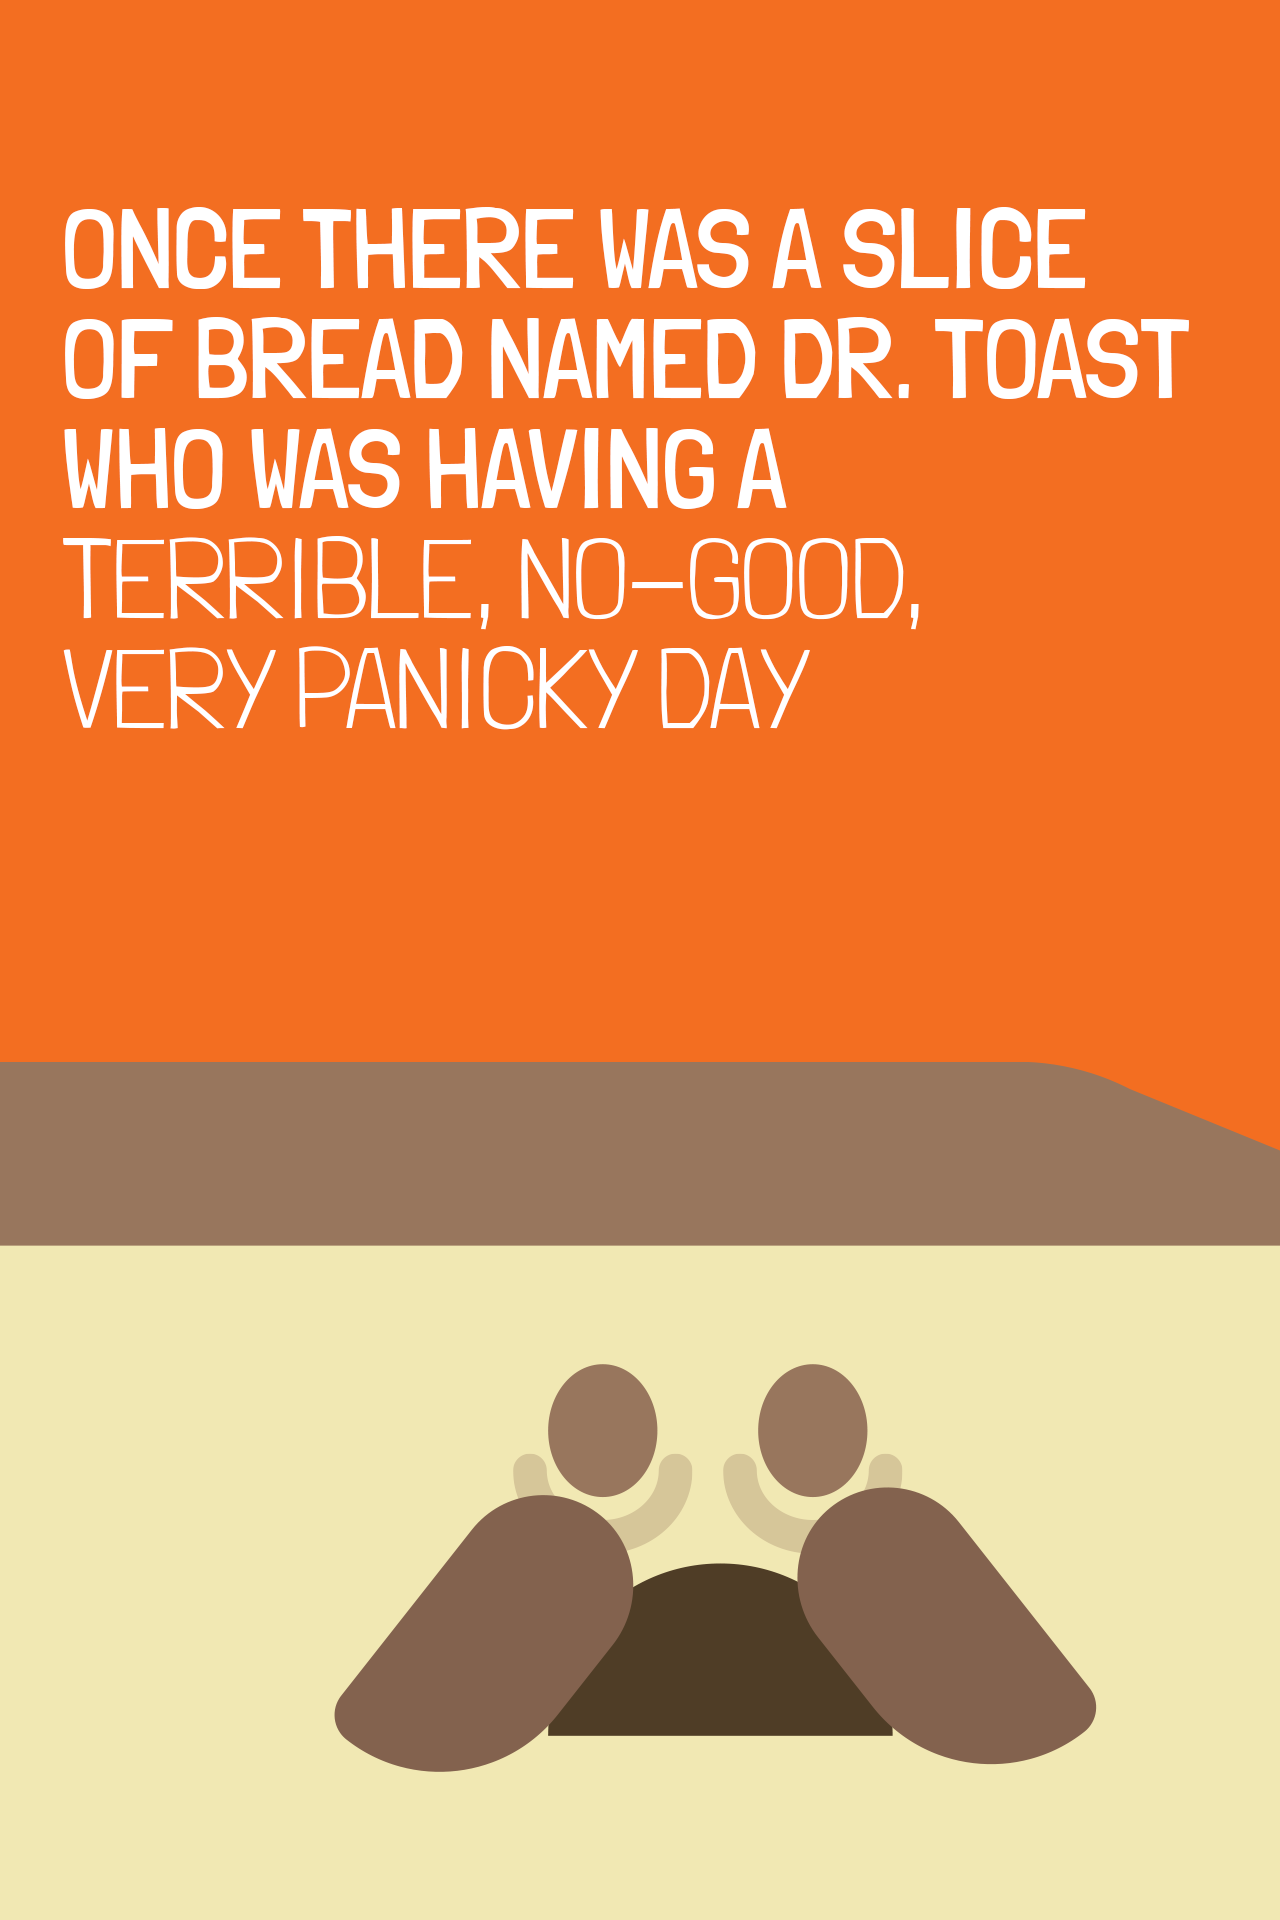 ONCE THERE WAS A SLICE
OF BREAD NAMED DR. TOAST
WHO WAS HAVING A
TERRIBLE, NO-GOOD,
VERY PANICKY DAY